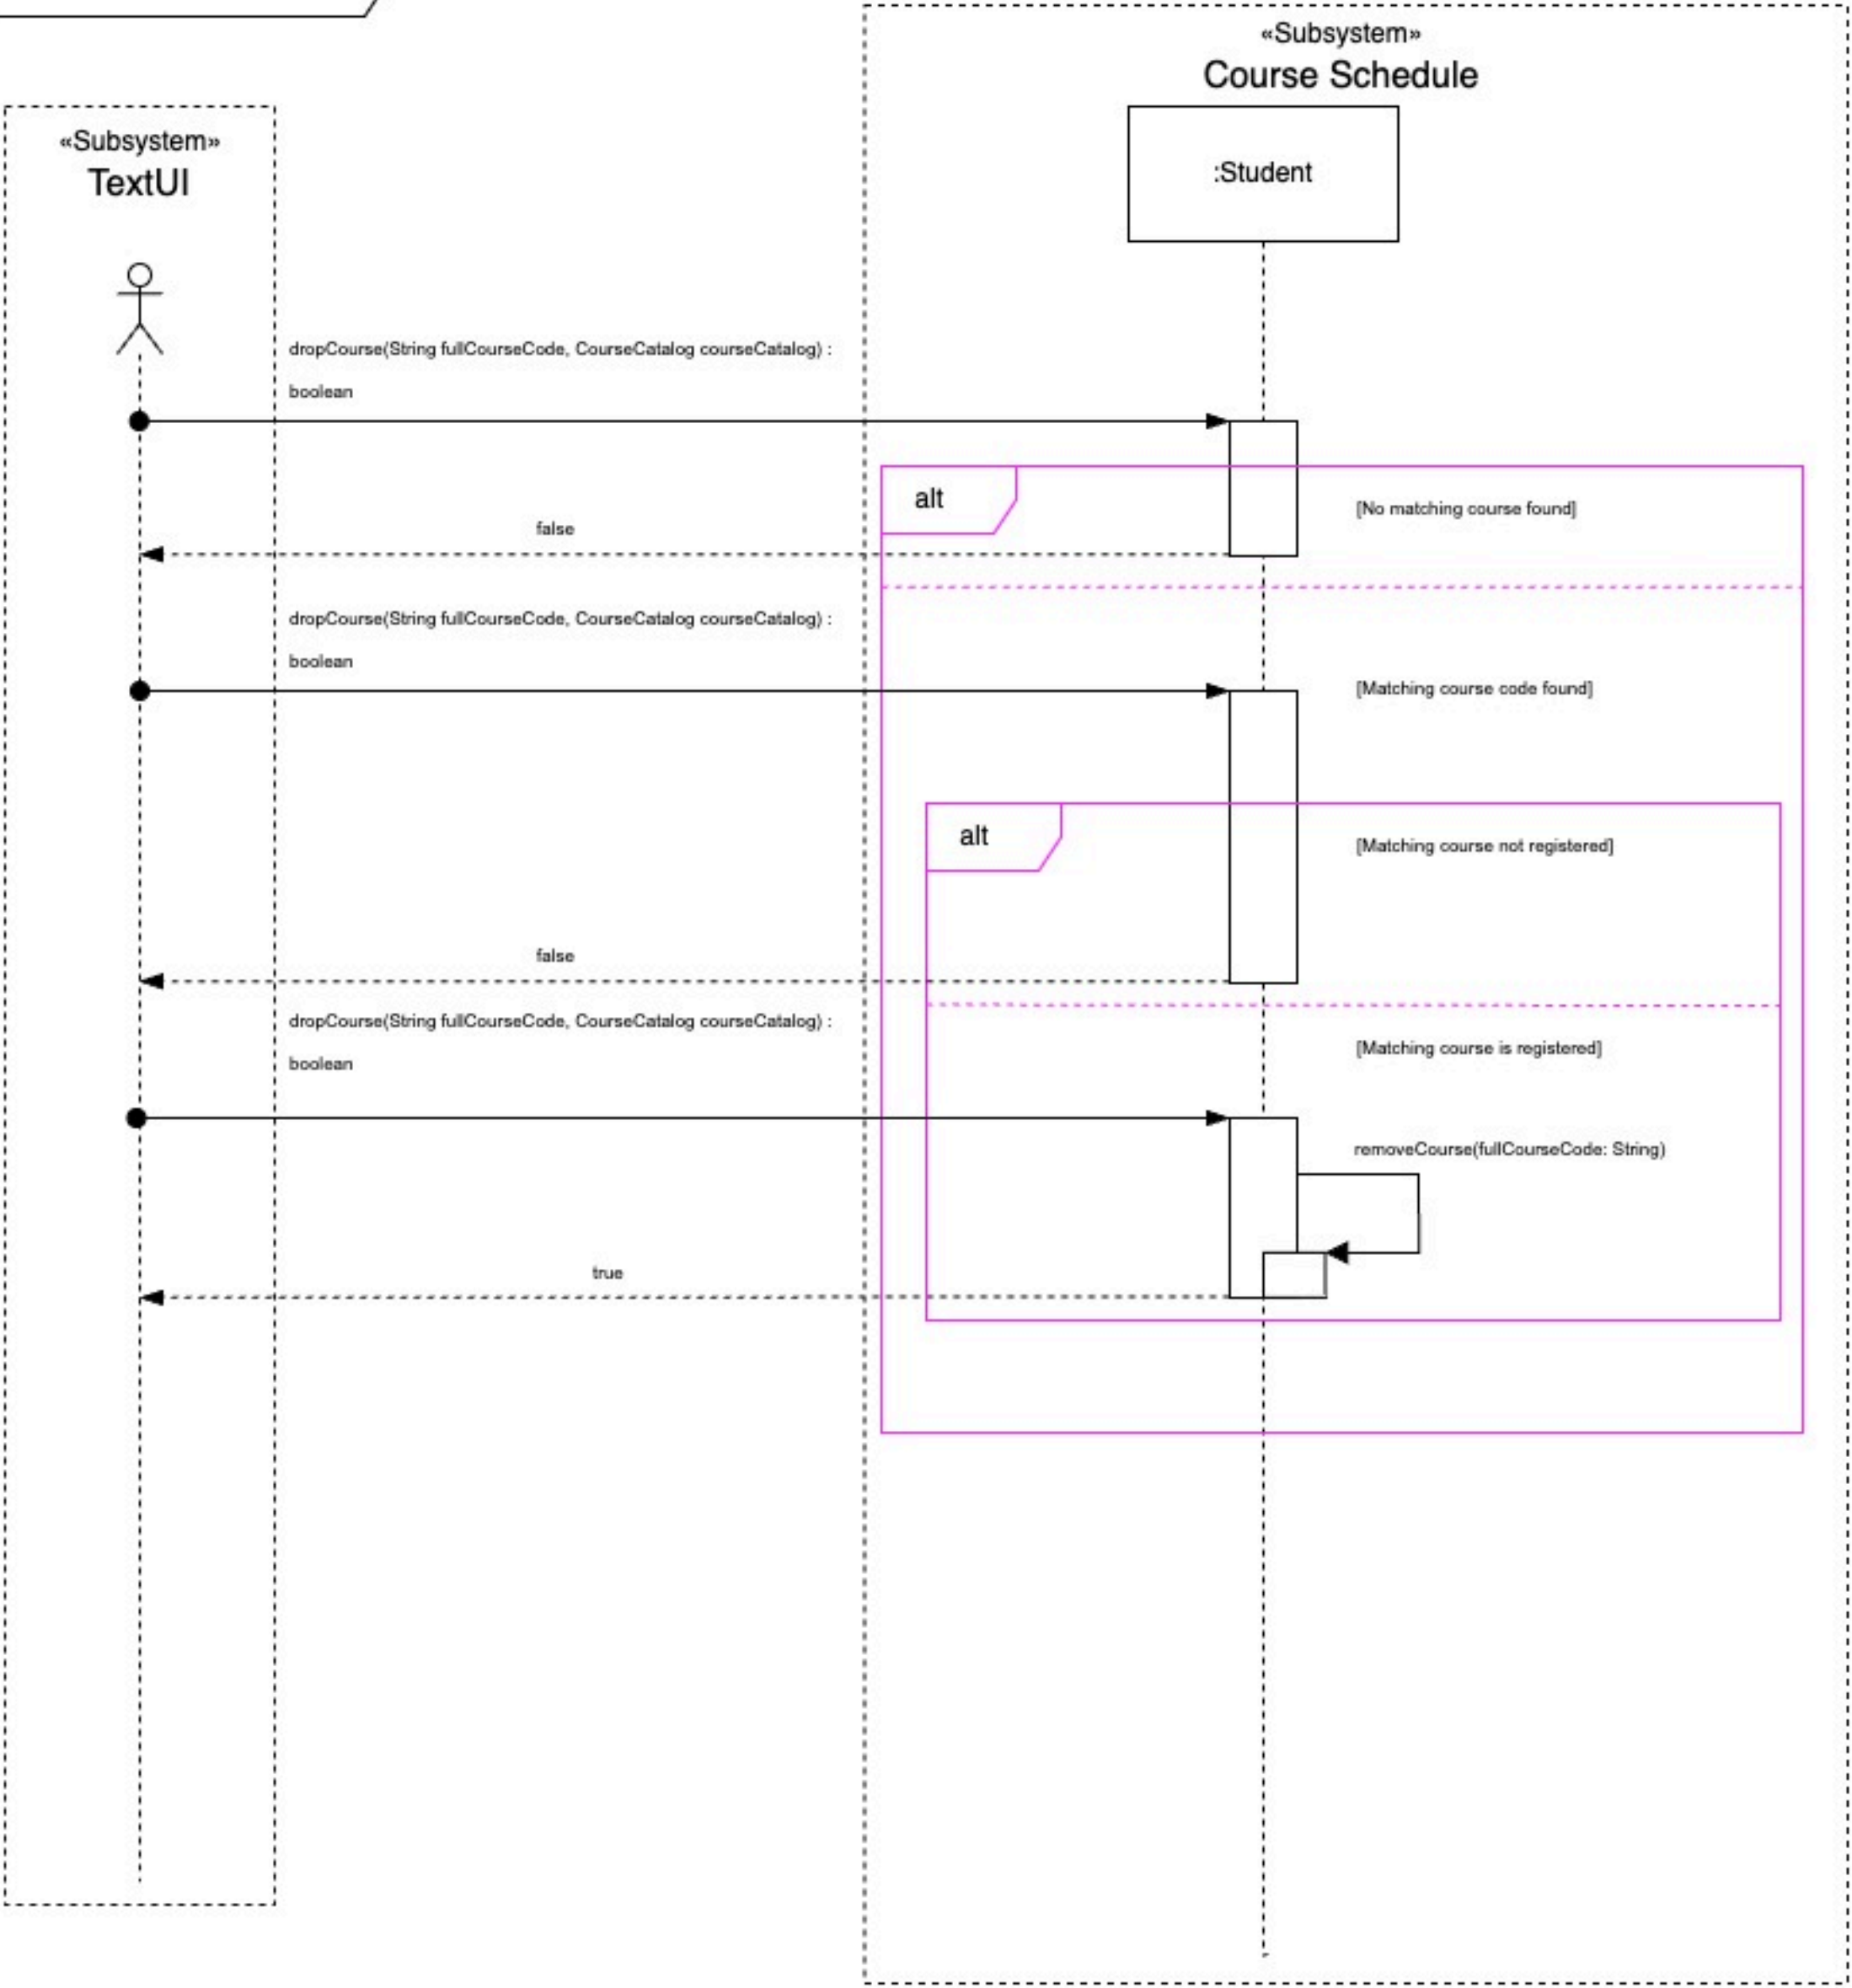 «Subsystem»
Course Schedule
«Subsystem»
TextUI
:Student
dropCourse(String fullCourseCode, CourseCatalog courseCatalog) :
boolean
alt
[No matching course found]
false
dropCourse(String fullCourseCode, CourseCatalog courseCatalog) :
boolean
[Matching course code found]
alt
[Matching course not registered]
false
dropCourse(String fullCourseCode, CourseCatalog courseCatalog) :
boolean
[Matching course is registered]
removeCourse(fullCourseCode: String)
true